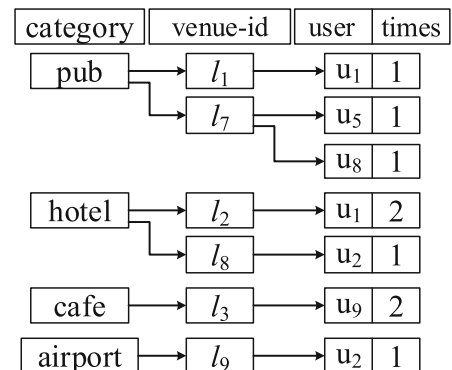 category venue-id user times
pub l₁ u₁ 1
l₇ u₅ 1
u₈ 1
hotel l₂ u₁ 2
l₈ u₂ 1
cafe l₃ u₉ 2
airport l₉ u₂ 1